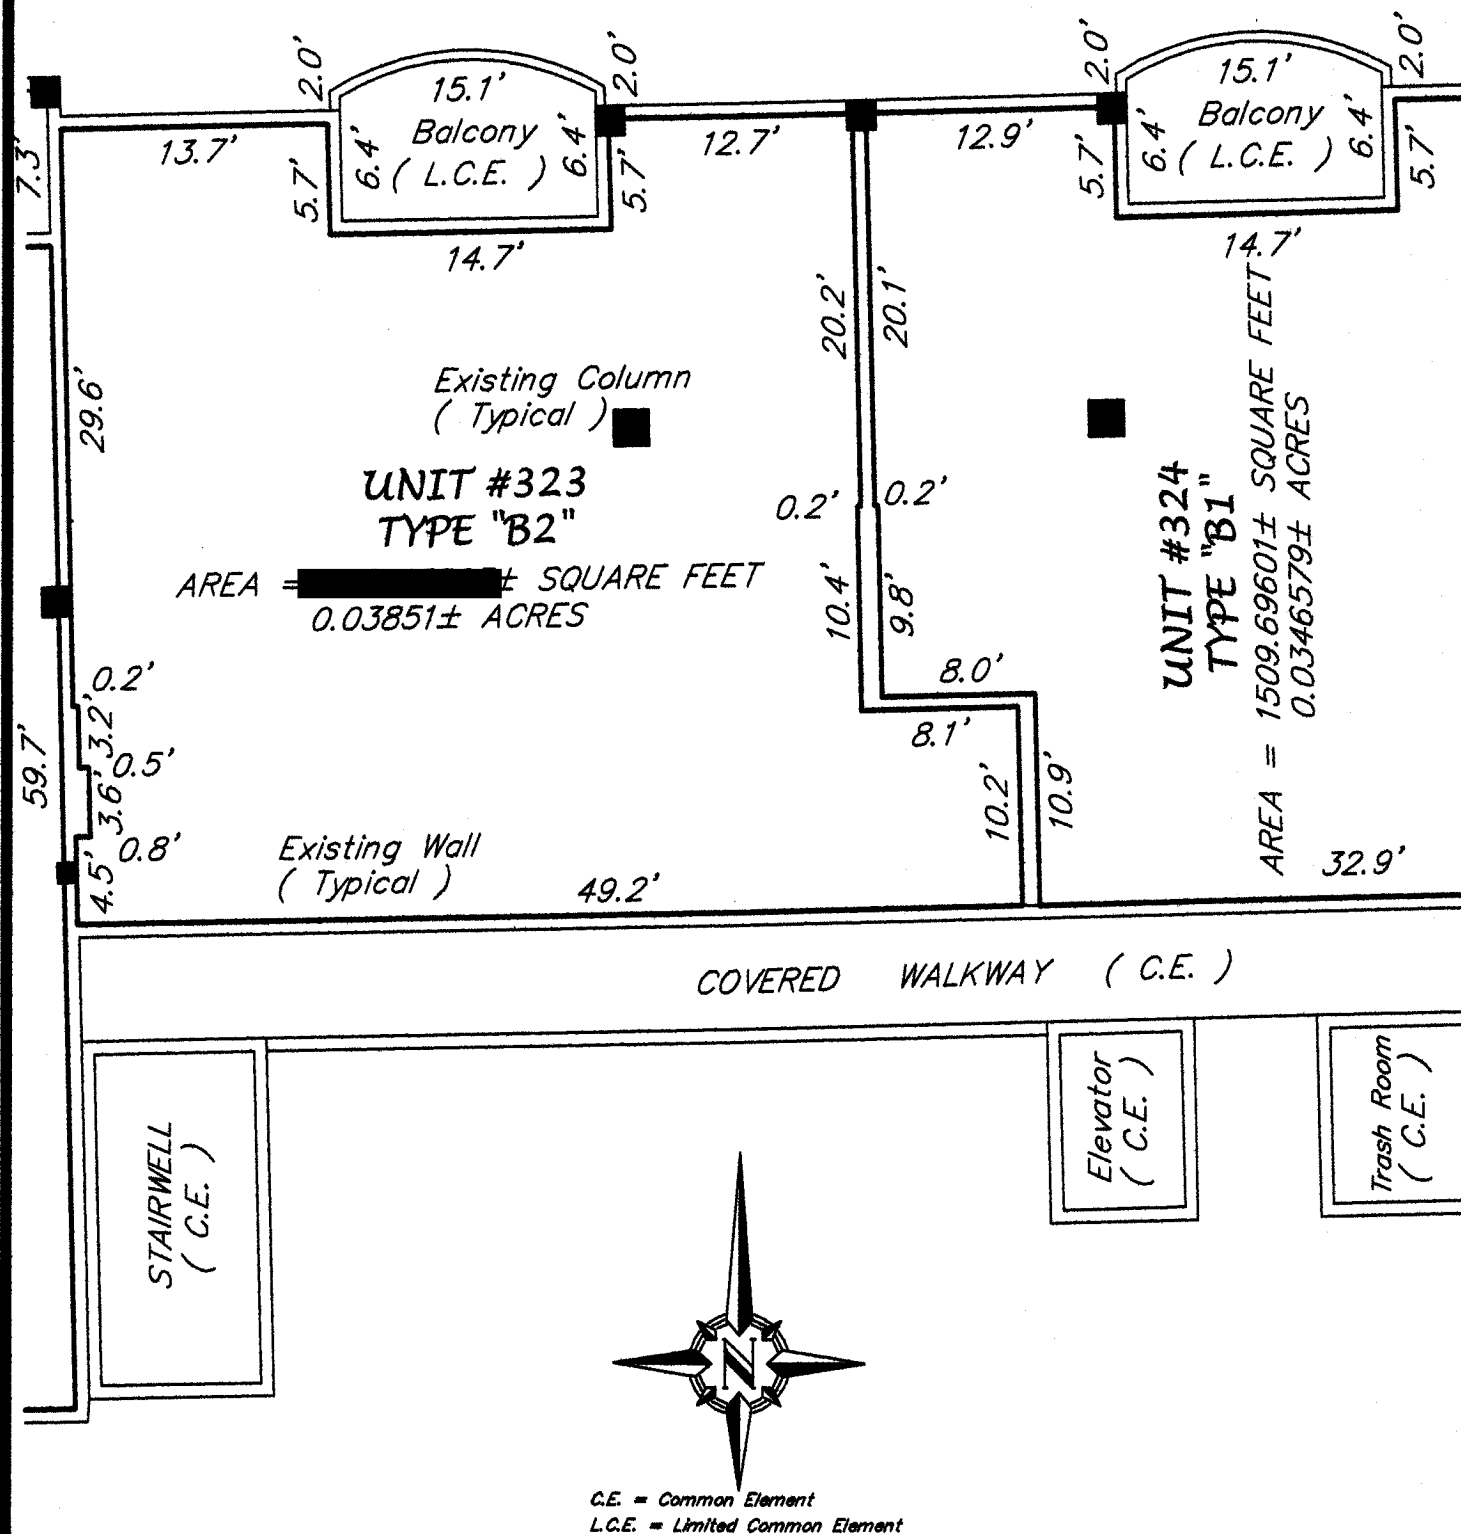 2.0'
2.0'
2.0'
2.0'
15.1'
Balcony
( L.C.E. )
6.4'
6.4'
15.1'
Balcony
( L.C.E. )
6.4'
6.4'
7.3'
13.7'
5.7'
5.7'
14.7'
12.7'
12.9'
5.7'
5.7'
14.7'
29.6'
20.2'
20.1'
Existing Column
( Typical )
UNIT #323
TYPE "B2"
AREA =
± SQUARE FEET
0.03851± ACRES
0.2'
0.2'
10.4'
9.8'
UNIT #324
TYPE "B1"
AREA = 1509.69601± SQUARE FEET
0.0346579± ACRES
0.2'
3.2'
0.5'
3.6'
0.8'
4.5'
59.7'
8.0'
8.1'
10.2'
10.9'
Existing Wall
( Typical )
49.2'
32.9'
COVERED WALKWAY ( C.E. )
STAIRWELL
( C.E. )
Elevator
( C.E. )
Trash Room
( C.E. )
N
C.E. = Common Element
L.C.E. = Limited Common Element